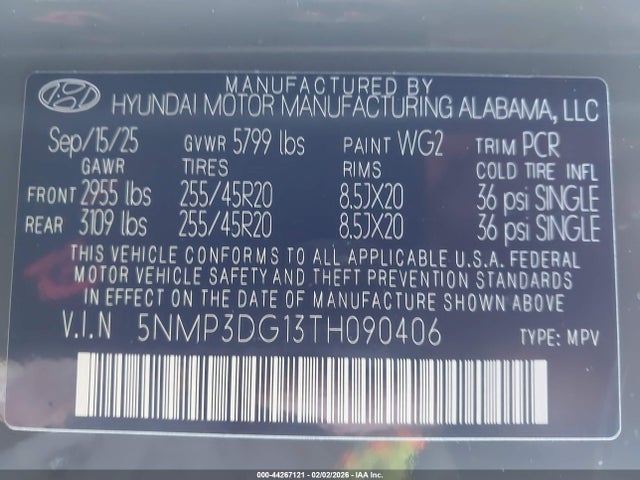 MANUFACTURED BY
HYUNDAI MOTOR MANUFACTURING ALABAMA, LLC
Sep/15/25 GVWR 5799 lbs PAINT WG2 TRIM PCR
GAWR TIRES RIMS COLD TIRE INFL
FRONT 2955 lbs 255/45R20 8.5JX20 36 psi SINGLE
REAR 3109 lbs 255/45R20 8.5JX20 36 psi SINGLE
THIS VEHICLE CONFORMS TO ALL APPLICABLE U.S.A. FEDERAL
MOTOR VEHICLE SAFETY AND THEFT PREVENTION STANDARDS
IN EFFECT ON THE DATE OF MANUFACTURE SHOWN ABOVE
V.I.N 5NMP3DG13TH090406 TYPE: MPV
000-44267121 - 02/02/2026 - IAAI.com